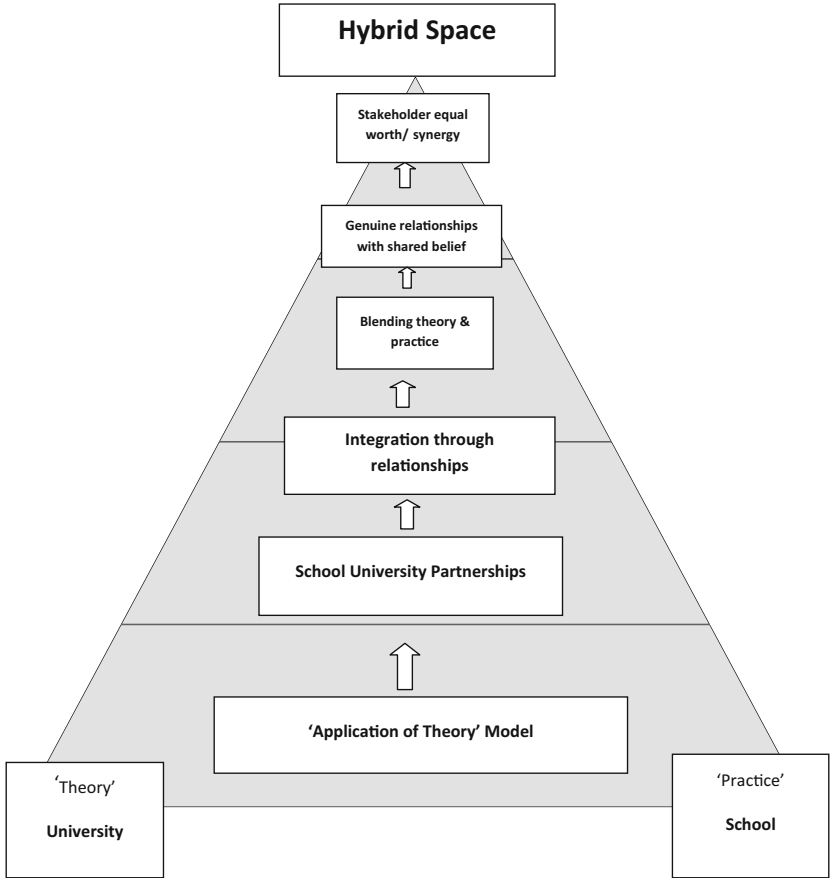 Hybrid Space
Stakeholder equal
worth/ synergy
Genuine relationships
with shared belief
Blending theory &
practice
Integration through
relationships
School University Partnerships
‘Application of Theory’ Model
‘Theory’
University
‘Practice’
School